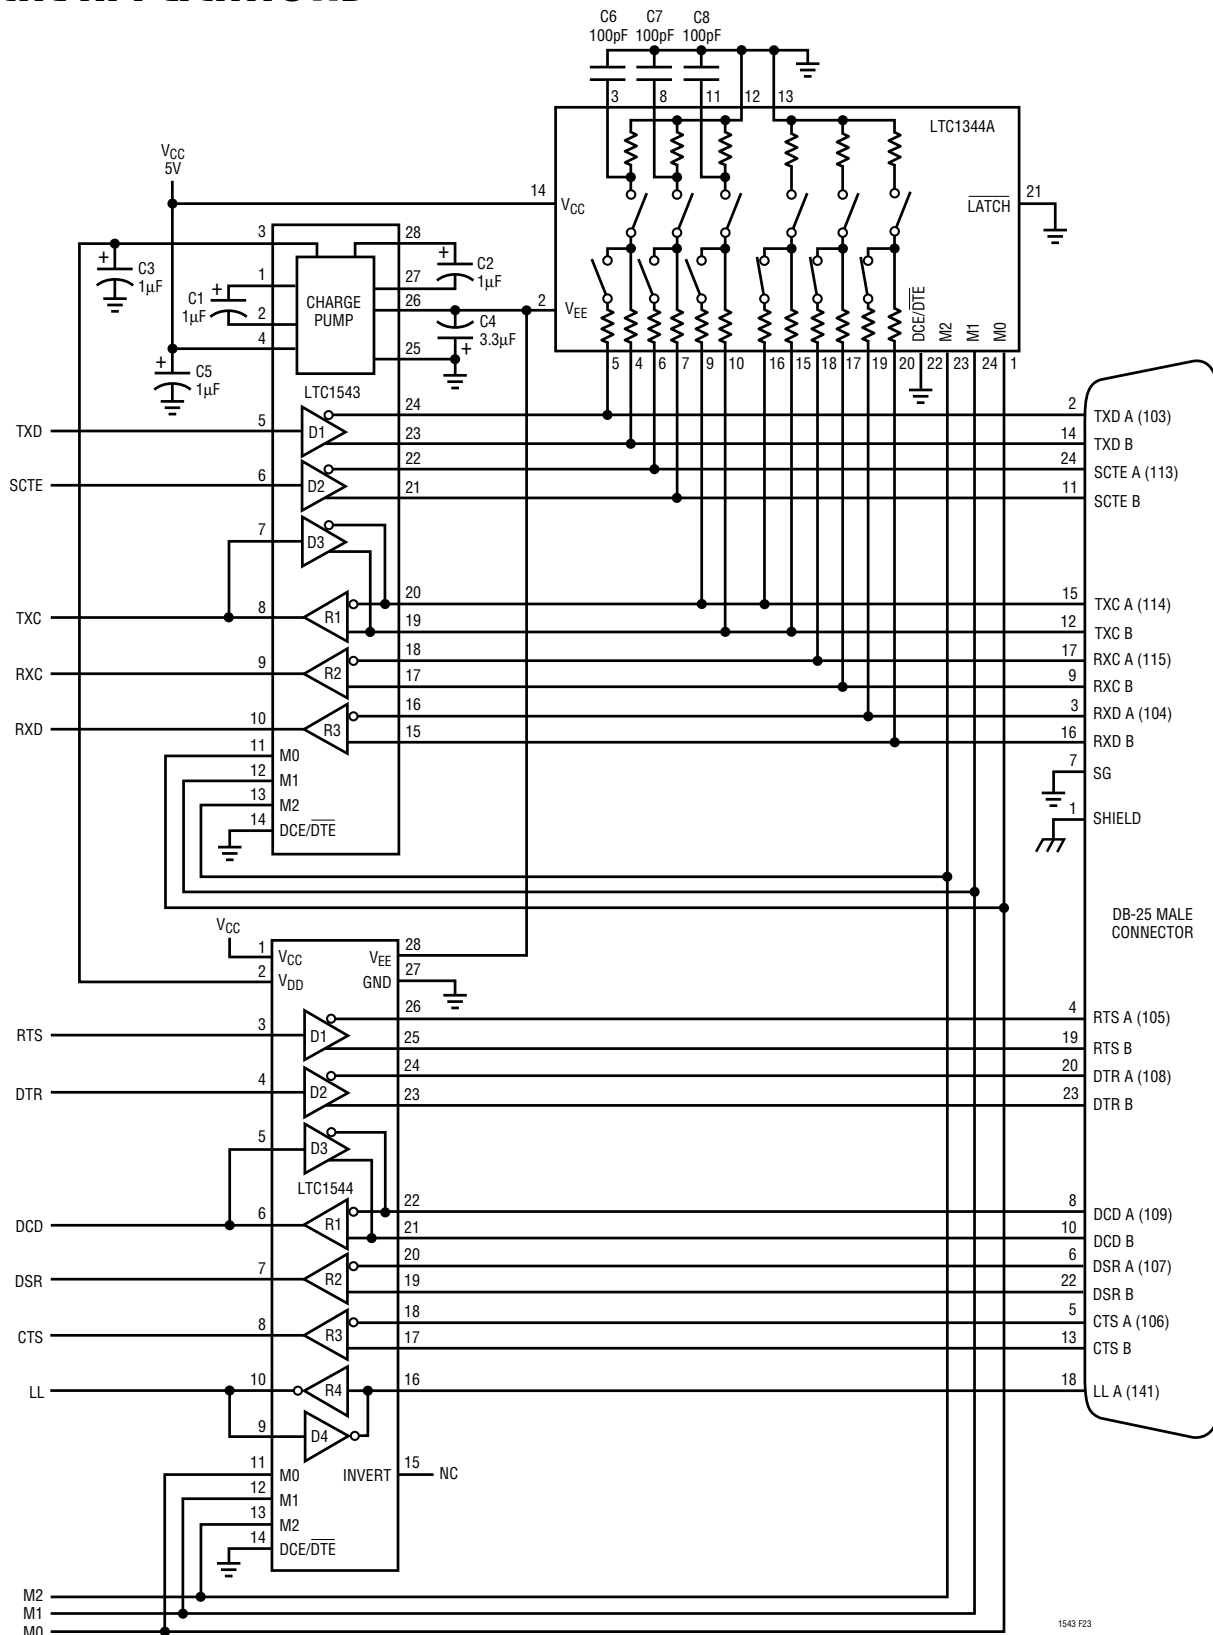 C6 C7 C8
100pF 100pF 100pF
3 8 11 12 13
LTC1344A
VCC
5V
14 VCC
LATCH 21
3 28
C3
1µF
C2
1µF
1 27
C1
1µF
CHARGE
PUMP
26
2 VEE
2
C4
3.3µF
4 25
DCE/DTE M2 M1 M0
C5
1µF
5 4 6 7 9 10 16 15 18 17 19 20 22 23 24 1
LTC1543
TXD 5 D1 24 2 TXD A (103)
23 14 TXD B
SCTE 6 D2 22 24 SCTE A (113)
21 11 SCTE B
7 D3
TXC 8 R1 20 15 TXC A (114)
19 12 TXC B
RXC 9 R2 18 17 RXC A (115)
17 9 RXC B
RXD 10 R3 16 3 RXD A (104)
15 16 RXD B
11 M0
12 M1
7 SG
13 M2
14 DCE/DTE
1 SHIELD
DB-25 MALE
CONNECTOR
VCC
1 VCC VEE 28
2 VDD GND 27
RTS 3 D1 26 4 RTS A (105)
25 19 RTS B
DTR 4 D2 24 20 DTR A (108)
23 23 DTR B
5 D3
LTC1544
DCD 6 R1 22 8 DCD A (109)
21 10 DCD B
DSR 7 R2 20 6 DSR A (107)
19 22 DSR B
CTS 8 R3 18 5 CTS A (106)
17 13 CTS B
LL 10 R4 16 18 LL A (141)
9 D4
11 M0 INVERT 15 NC
12 M1
13 M2
14 DCE/DTE
M2
M1
M0
1543 F23